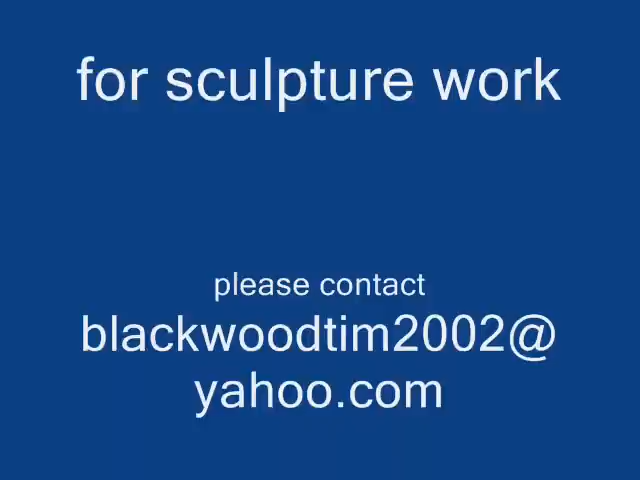 for sculpture work
please contact
blackwoodtim2002@
yahoo.com